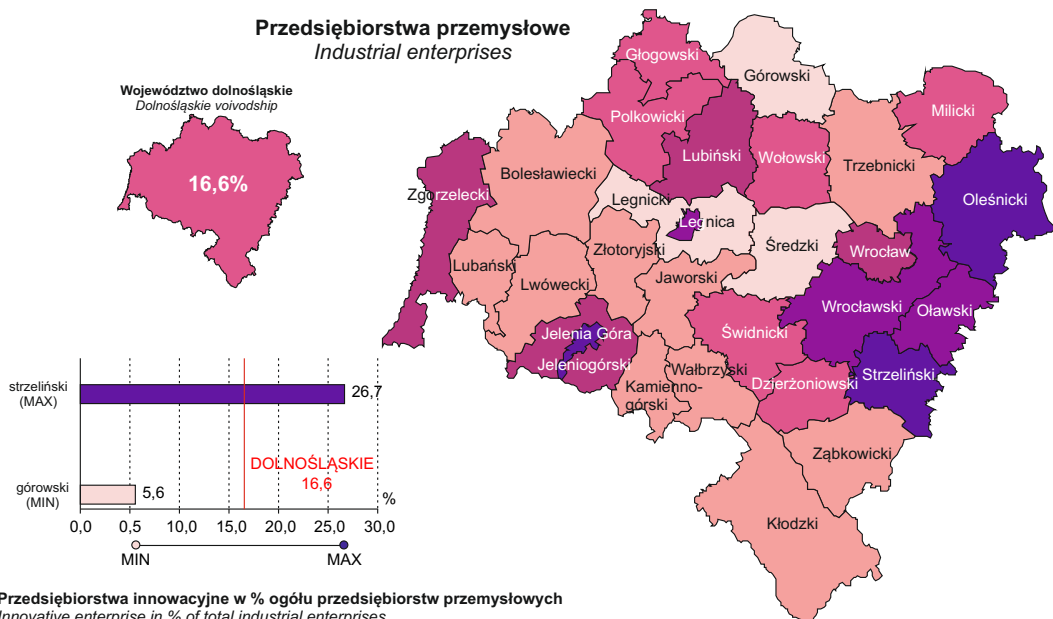 Przedsiębiorstwa przemysłowe
Industrial enterprises
Województwo dolnośląskie
Dolnośląskie voivodship
16,6%
Głogowski
Górowski
Polkowicki
Milicki
Lubiński
Wołowski
Trzebnicki
Bolesławiecki
Zgorzelecki
Legnicki
Oleśnicki
Legnica
Średzki
Wrocław
Złotoryjski
Lubański
Lwówecki
Jaworski
Wrocławski
Oławski
Jelenia Góra
Świdnicki
Jeleniogórski
Wałbrzyski
Strzeliński
Kamienno-
górski
Dzierżoniowski
Ząbkowicki
Kłodzki
strzeliński
(MAX)
26,7
DOLNOŚLĄSKIE
16,6
górowski
(MIN)
5,6
%
0,0 0,5 10,0 15,0 20,0 25,0 30,0
MIN MAX
Przedsiębiorstwa innowacyjne w % ogółu przedsiębiorstw przemysłowych
Innovative enterprise in % of total industrial enterprises